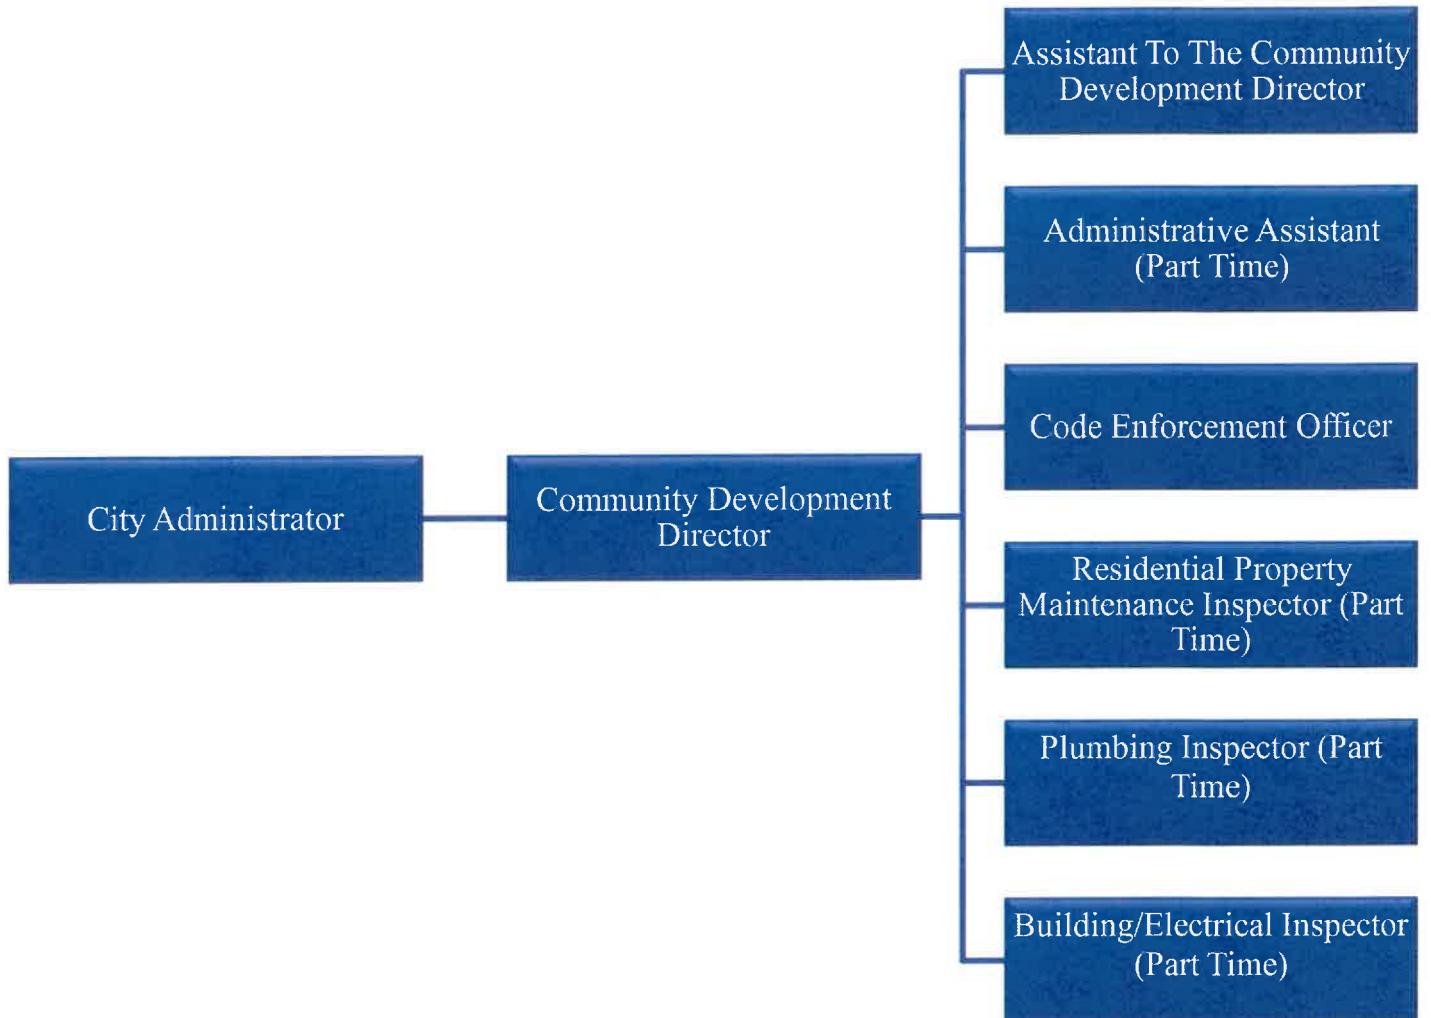 Assistant To The Community
Development Director
Administrative Assistant
(Part Time)
Code Enforcement Officer
City Administrator
Community Development
Director
Residential Property
Maintenance Inspector (Part
Time)
Plumbing Inspector (Part
Time)
Building/Electrical Inspector
(Part Time)